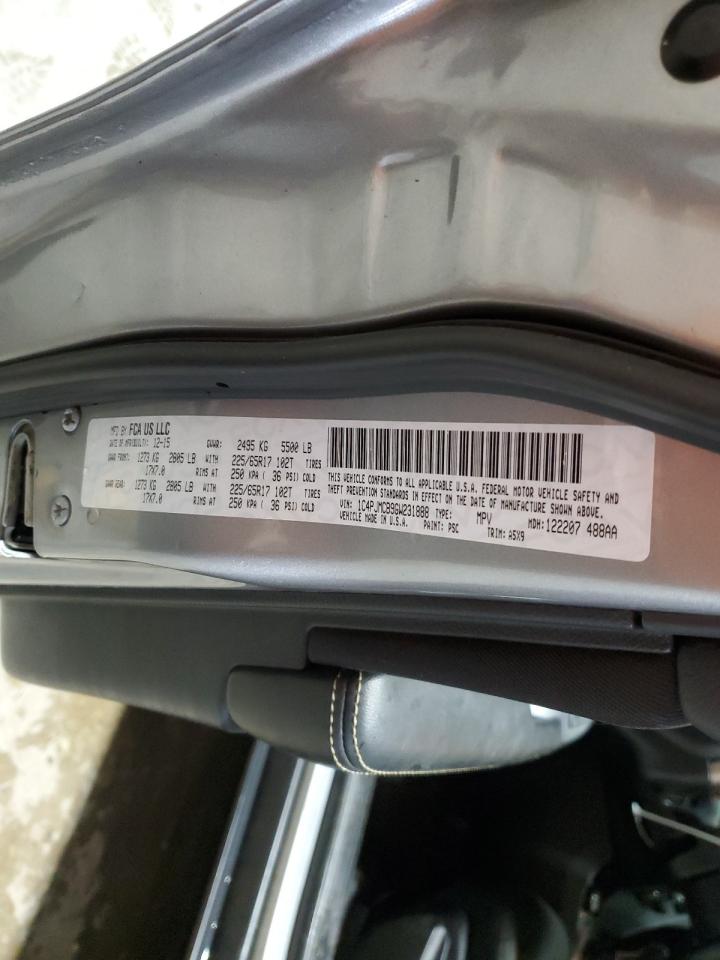 MFD BY FCA US LLC
DATE OF MFR(BUILT): 12-15 GVWR: 2495 KG 5500 LB
GAWR FRONT: 1273 KG 2805 LB WITH 225/65R17 102T TIRES
17X7.0 RIMS AT 250 KPA ( 36 PSI) COLD
GAWR REAR: 1273 KG 2805 LB WITH 225/65R17 102T TIRES
17X7.0 RIMS AT 250 KPA ( 36 PSI) COLD
THIS VEHICLE CONFORMS TO ALL APPLICABLE U.S.A. FEDERAL MOTOR VEHICLE SAFETY AND
THEFT PREVENTION STANDARDS IN EFFECT ON THE DATE OF MANUFACTURE SHOWN ABOVE.
VIN: 1C4PJMCB9GW231888 TYPE: MPV MDH: 122207 488AA
VEHICLE MADE IN U.S.A. PAINT: PSC TRIM: A5X9